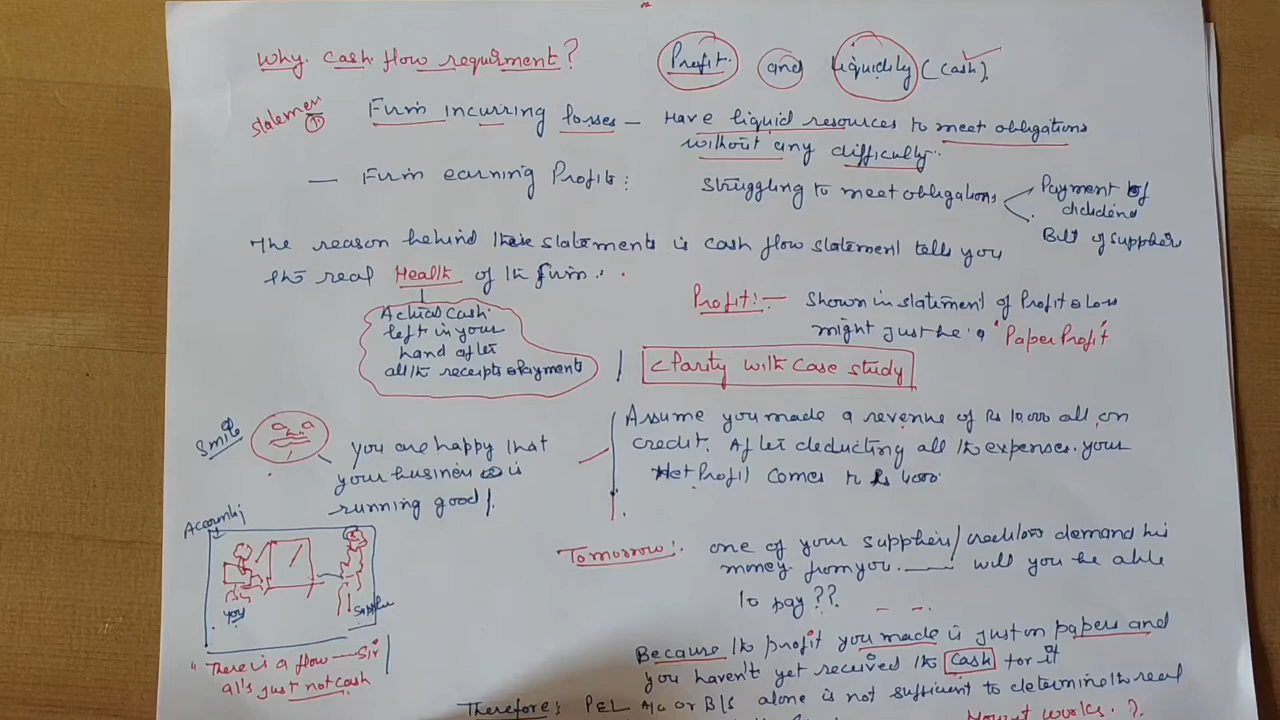 Why cash flow requirment?
Profit and liquidity (cash)
Statement ①
Firm incurring losses - Have liquid resources to meet obligations
without any difficulty.
- Firm earning Profits: Struggling to meet obligations
Payment of
dividend
Bill of supplier
The reason behind these statements is cash flow statement tells you
the real Health of the firm.
Actual cash
left in your
hand after
all the receipts & Payments
Profit:- Shown in statement of Profit & Loss
might just be a "Paper Profit"
Clarity with case study
Smile
You are happy that
your business is
running good!
Assume you made a revenue of Rs 10,000 all on
credit. After deducting all the expenses your
Net Profit comes to Rs 4000.
Accounting
You
Supplier
"There is a flow — Sir
It's just not cash
Tomorrow:. One of your suppliers/creditors demand his
money from you. —— Will you be able
to pay??
Because the profit you made is just on papers and
you haven't yet received the cash for it
Therefore: P&L A/c or B/S alone is not sufficient to determine the real
How it works.?